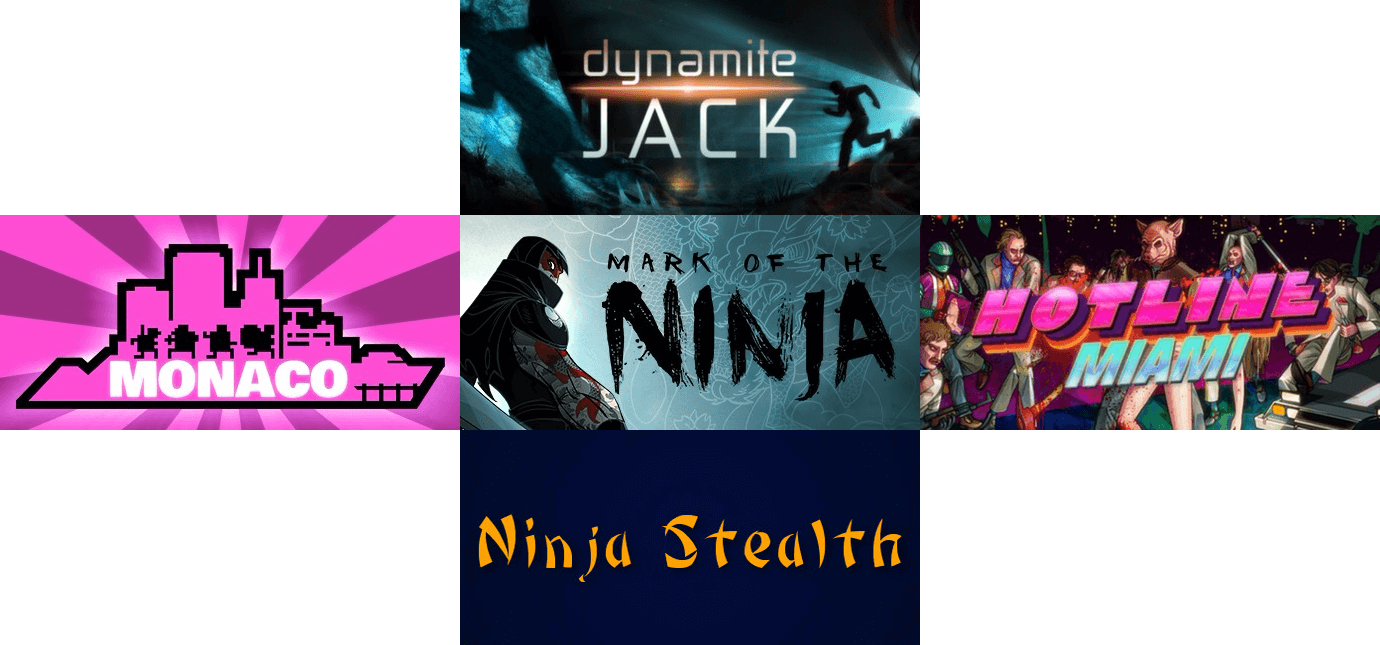 dynamite
JACK
MONACO
MARK OF THE
NINJA
HOTLINE
MIAMI
Ninja Stealth